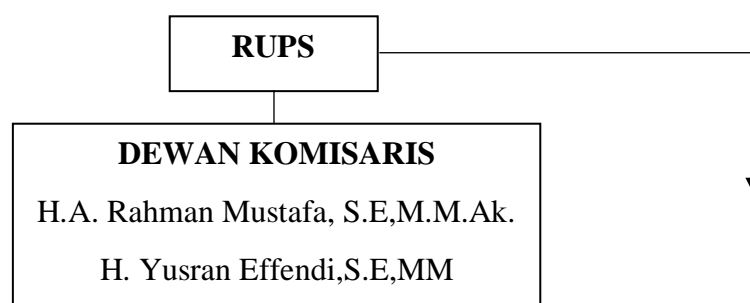 RUPS
DEWAN KOMISARIS
H.A. Rahman Mustafa, S.E,M.M.Ak.
H. Yusran Effendi,S.E,MM